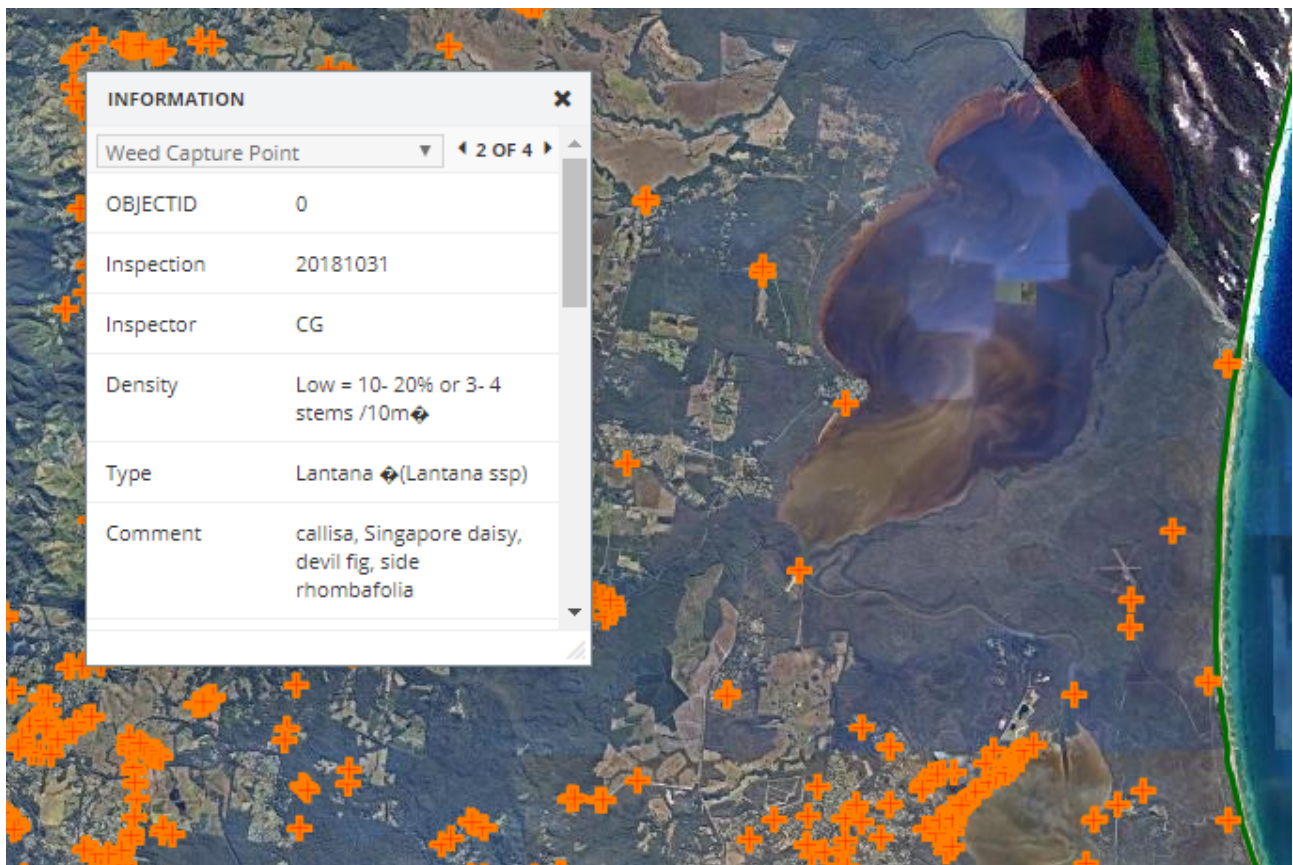 INFORMATION
Weed Capture Point 2 OF 4
OBJECTID 0
Inspection 20181031
Inspector CG
Density Low = 10- 20% or 3- 4
stems /10m�
Type Lantana �(Lantana ssp)
Comment callisa, Singapore daisy,
devil fig, side
rhombafolia